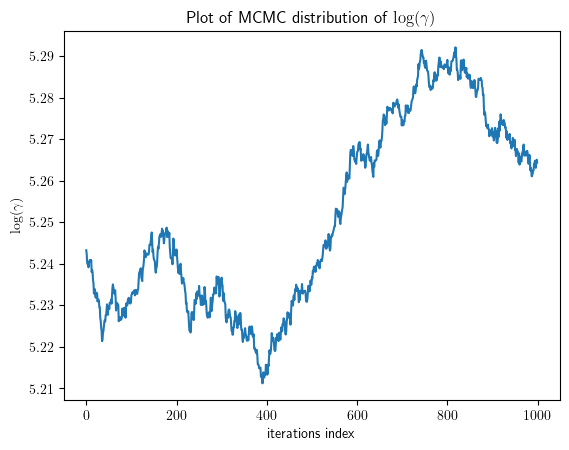 Plot of MCMC distribution of log(γ)
5.29
5.28
5.27
5.26
5.25
5.24
5.23
5.22
5.21
log(γ)
0 200 400 600 800 1000
iterations index